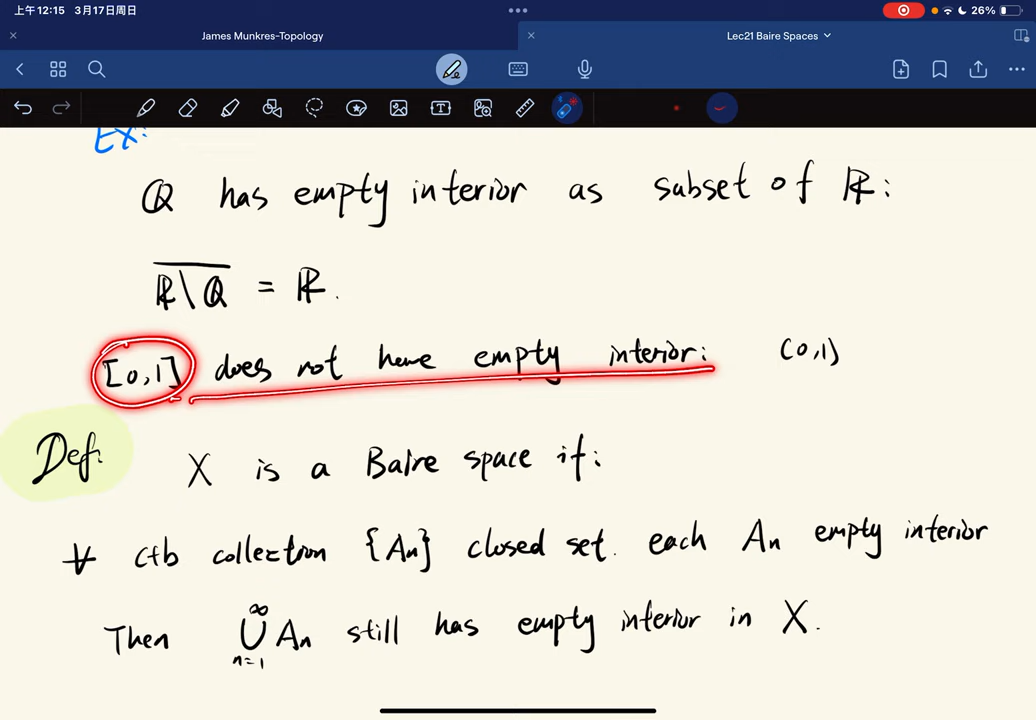 上午12:15 3月17日周日
26%
James Munkres-Topology
Lec21 Baire Spaces
Ex:
Q has empty interior as subset of ℝ:
\overline{ℝ\Q} = ℝ.
[0,1] does not have empty interior: (0,1)
Def: X is a Baire space if:
∀ ctb collection {An} closed set. each An empty interior
Then ∞⋃n=1 An still has empty interior in X.